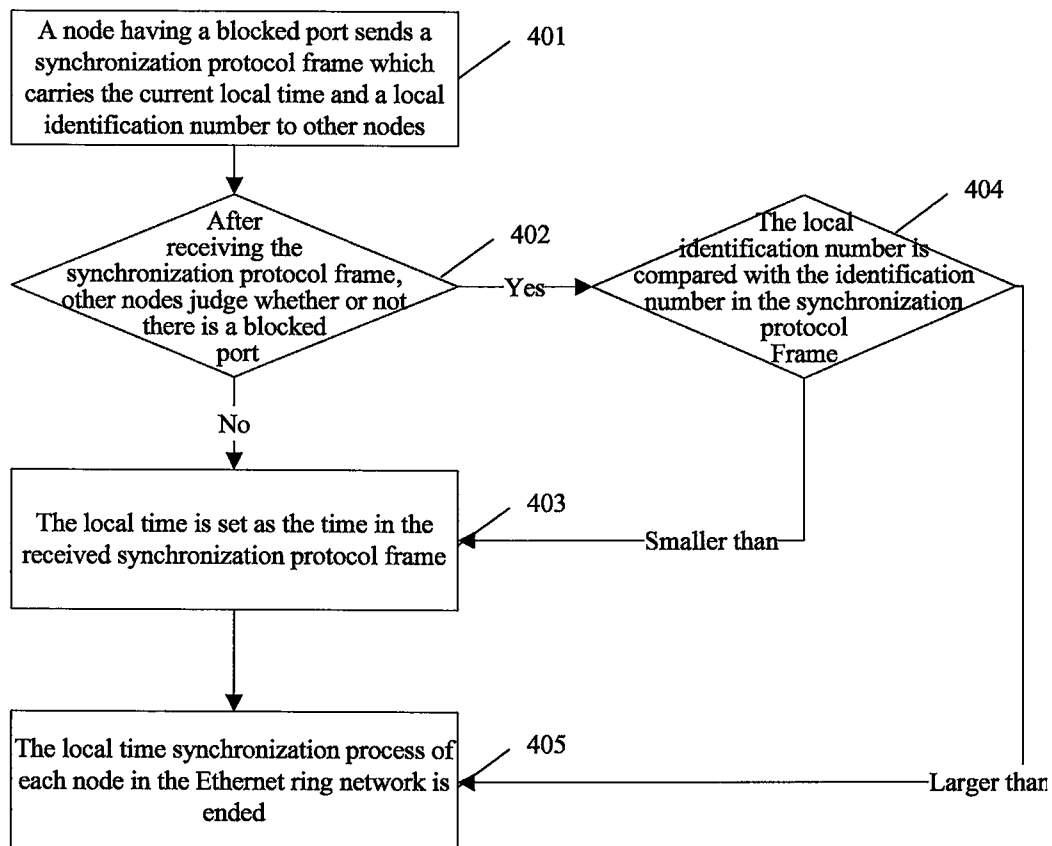 A node having a blocked port sends a
synchronization protocol frame which
carries the current local time and a local
identification number to other nodes
401
After
receiving the
synchronization protocol frame,
other nodes judge whether or not
there is a blocked
port
402
Yes
The local
identification number is
compared with the identification
number in the synchronization
protocol
Frame
404
No
The local time is set as the time in the
received synchronization protocol frame
403
Smaller than
The local time synchronization process of
each node in the Ethernet ring network is
ended
405
Larger than